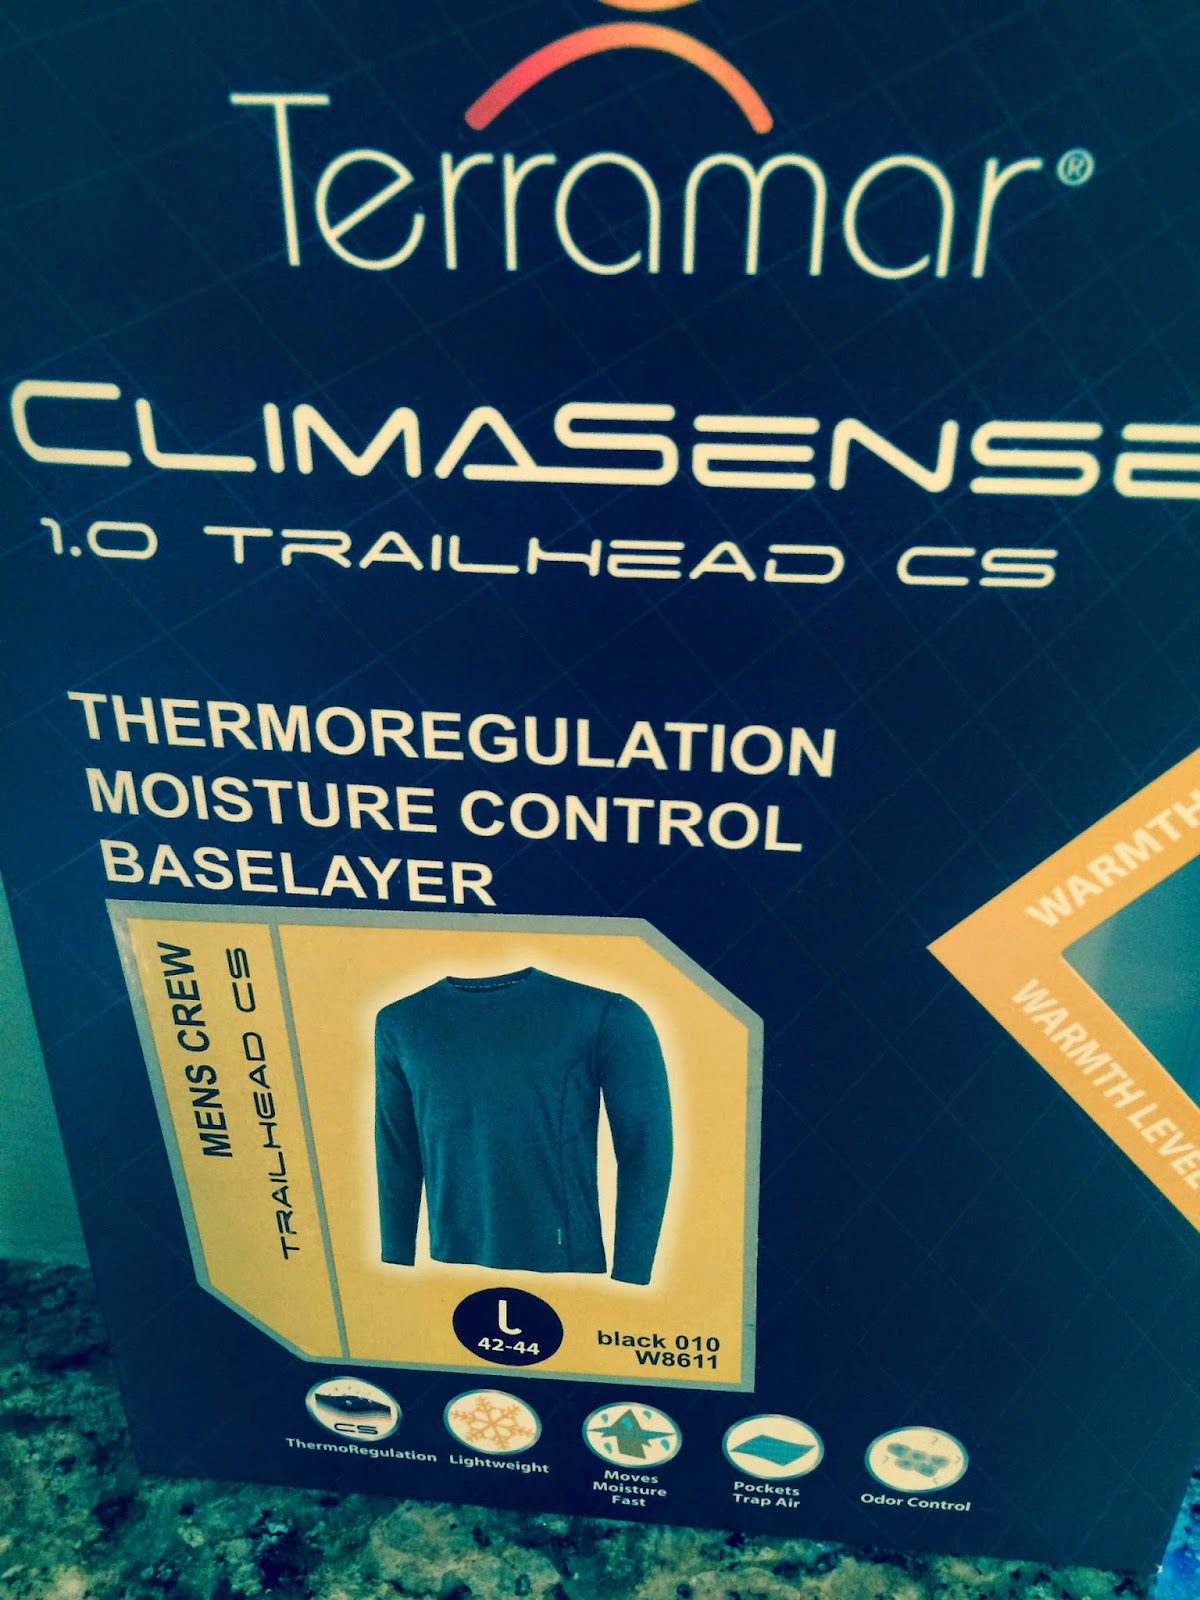 Terramar®
CLIMASENSE
1.0 TRAILHEAD CS
THERMOREGULATION
MOISTURE CONTROL
BASELAYER
WARMTH
WARMTH LEVEL
MENS CREW
TRAILHEAD CS
L
42-44
black 010
W8611
CS
ThermoRegulation
Lightweight
Moves
Moisture
Fast
Pockets
Trap Air
Odor Control